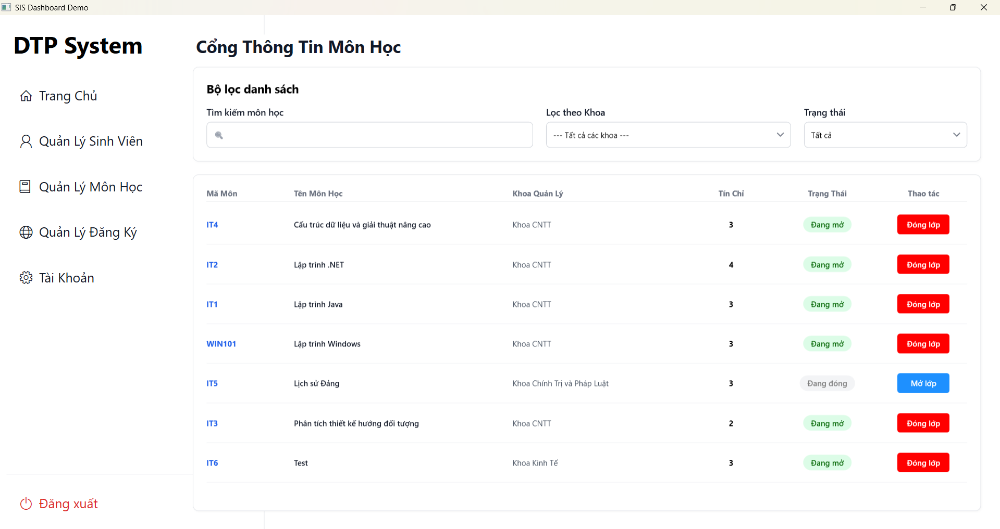 SIS Dashboard Demo
DTP System
Trang Chủ
Quản Lý Sinh Viên
Quản Lý Môn Học
Quản Lý Đăng Ký
Tài Khoản
Đăng xuất
Cổng Thông Tin Môn Học
Bộ lọc danh sách
Tìm kiếm môn học Lọc theo Khoa Trạng thái
--- Tất cả các khoa --- Tất cả
Mã Môn Tên Môn Học Khoa Quản Lý Tín Chỉ Trạng Thái Thao tác
IT4 Cấu trúc dữ liệu và giải thuật nâng cao Khoa CNTT 3 Đang mở Đóng lớp
IT2 Lập trình .NET Khoa CNTT 4 Đang mở Đóng lớp
IT1 Lập trình Java Khoa CNTT 3 Đang mở Đóng lớp
WIN101 Lập trình Windows Khoa CNTT 3 Đang mở Đóng lớp
IT5 Lịch sử Đảng Khoa Chính Trị và Pháp Luật 3 Đang đóng Mở lớp
IT3 Phân tích thiết kế hướng đối tượng Khoa CNTT 2 Đang mở Đóng lớp
IT6 Test Khoa Kinh Tế 3 Đang mở Đóng lớp